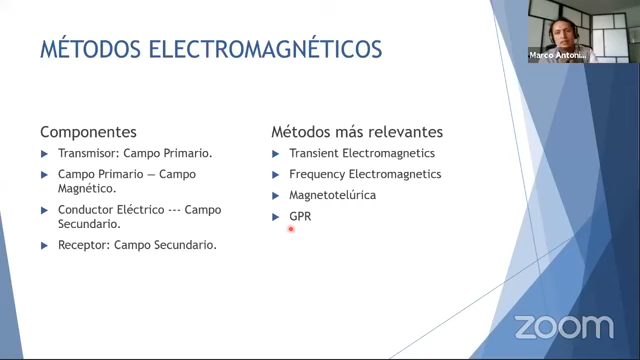 MÉTODOS ELECTROMAGNÉTICOS
Marco Antoni...
Componentes
Transmisor: Campo Primario.
Campo Primario — Campo
Magnético.
Conductor Eléctrico --- Campo
Secundario.
Receptor: Campo Secundario.
Métodos más relevantes
Transient Electromagnetics
Frequency Electromagnetics
Magnetotelúrica
GPR
zoom